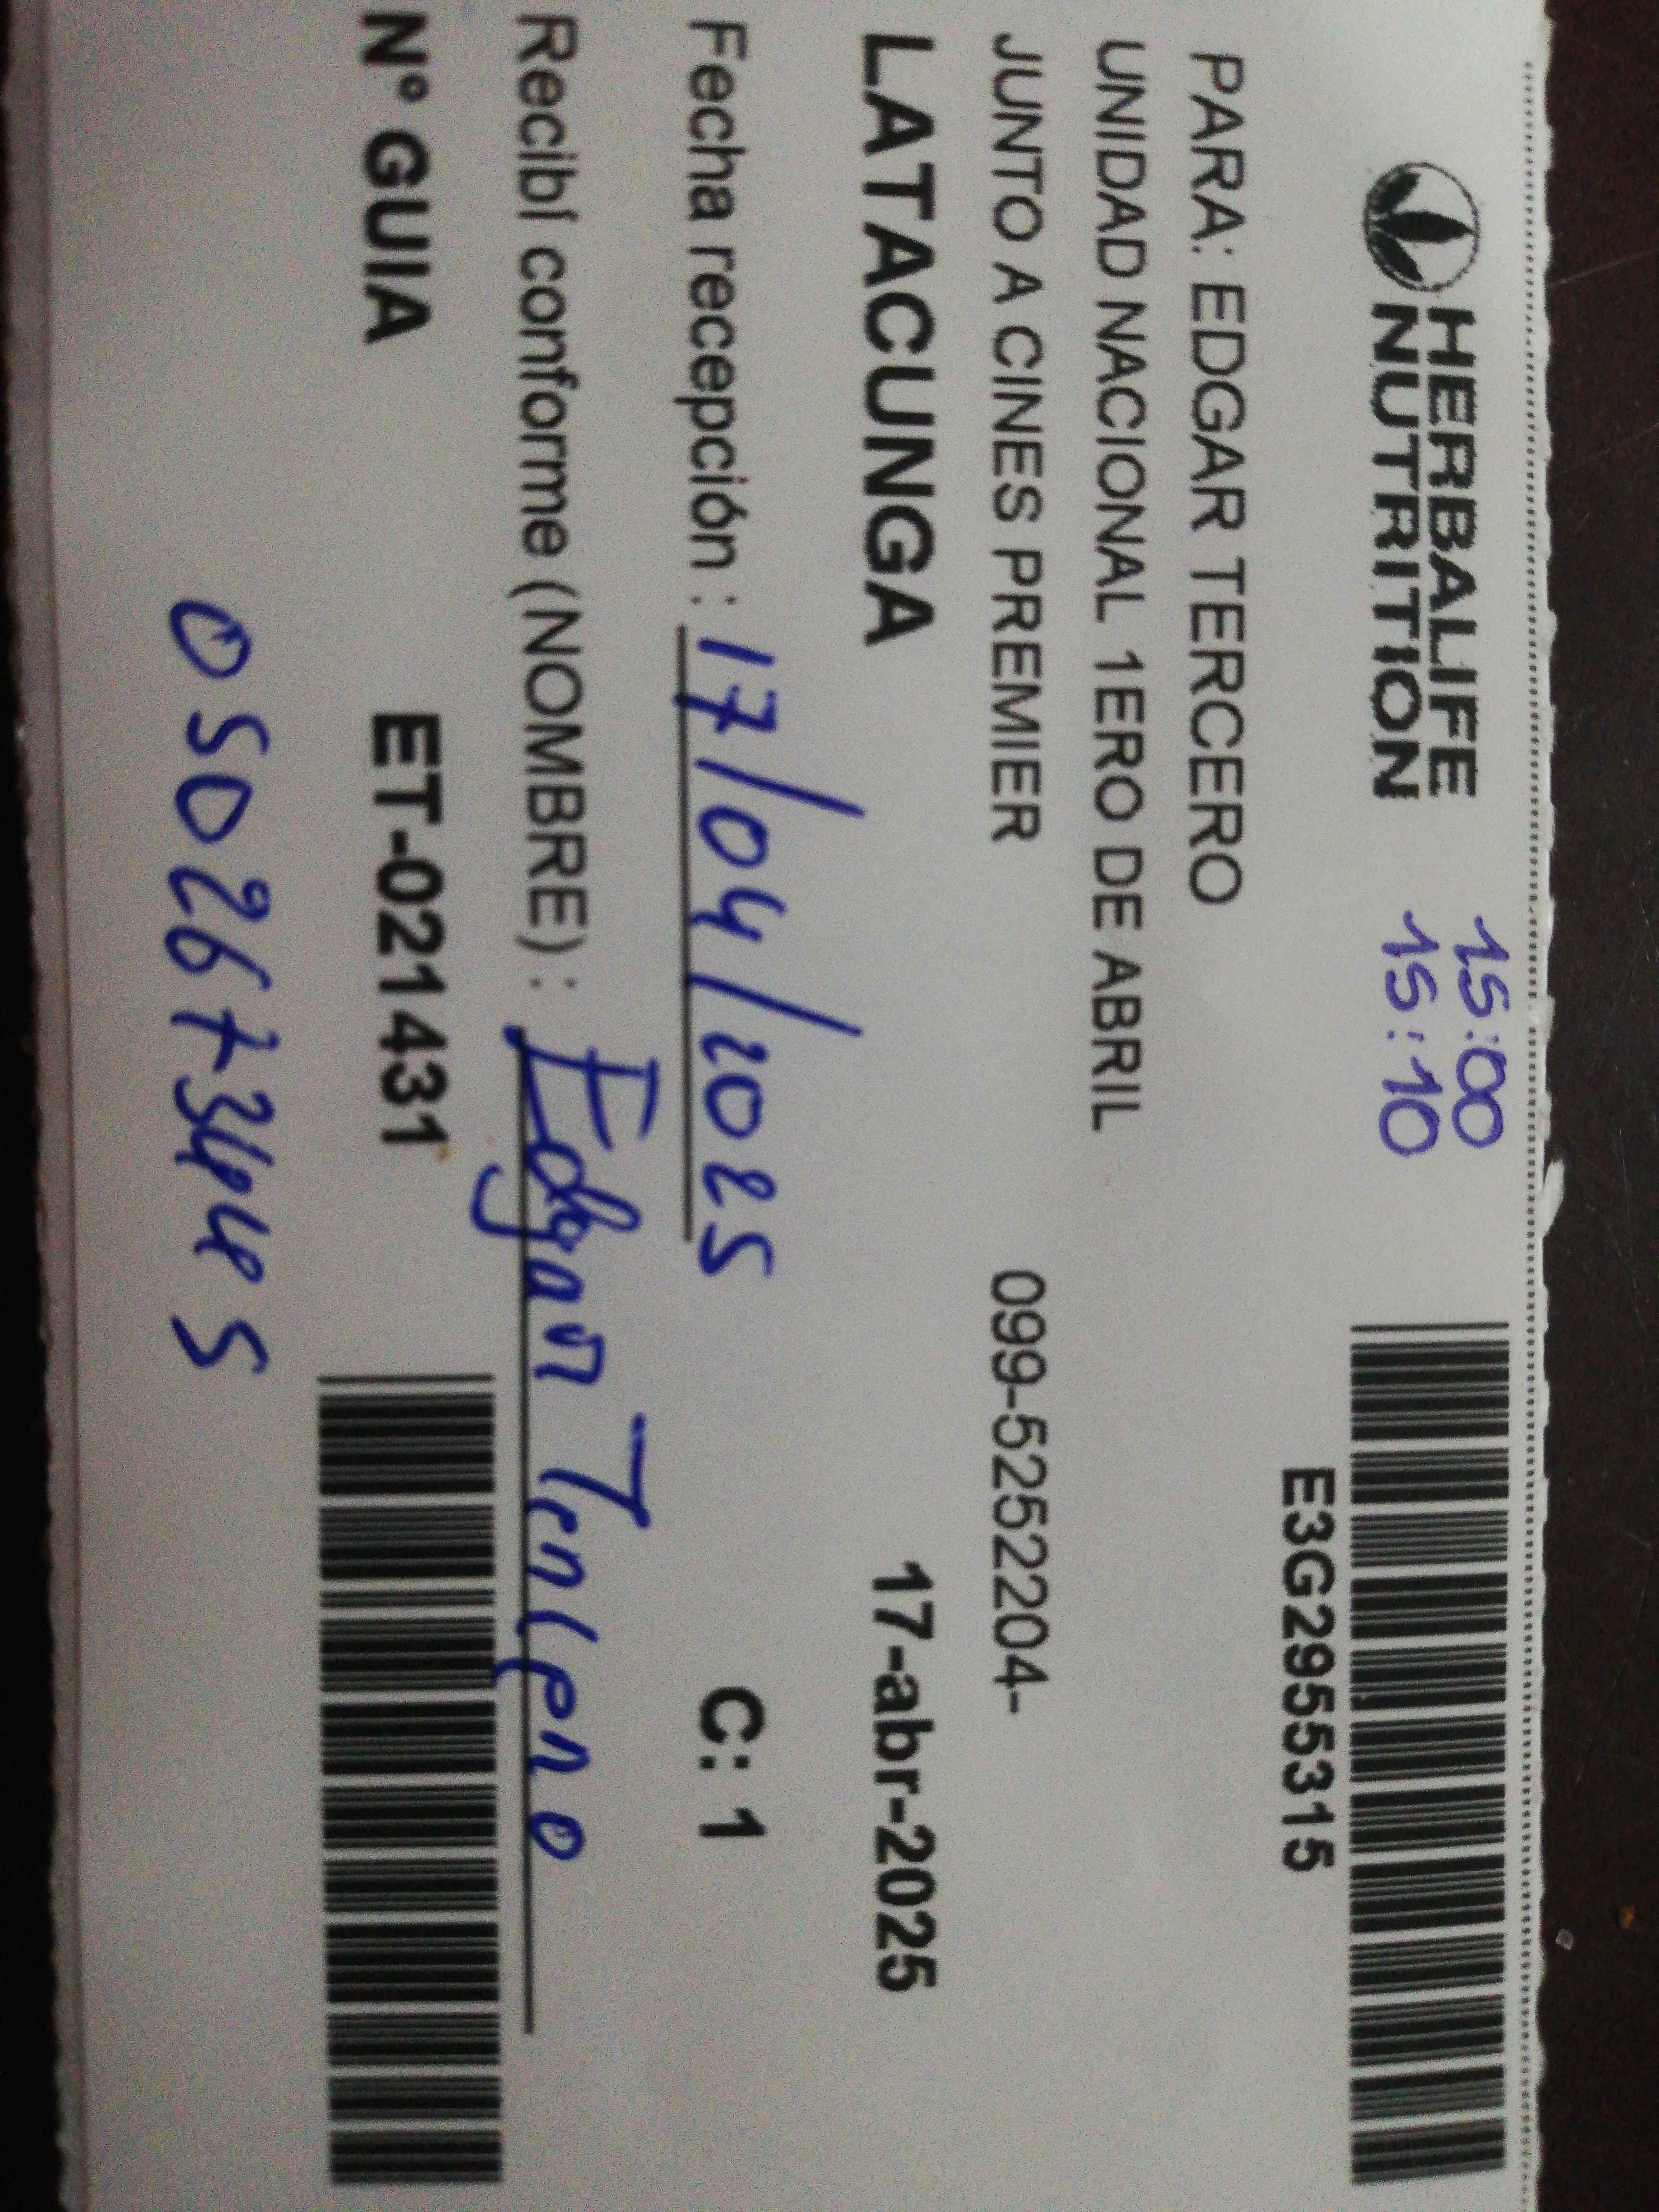 HERBALIFE
NUTRITION
15:00
15:10
E3G2955315
PARA: EDGAR TERCERO
UNIDAD NACIONAL 1ERO DE ABRIL
JUNTO A CINES PREMIER 099-5252204-
LATACUNGA 17-abr-2025
Fecha recepción : 17/04/2025 C: 1
Recibí conforme (NOMBRE) : Edgar Tercero
N° GUIA ET-021431
0502673445